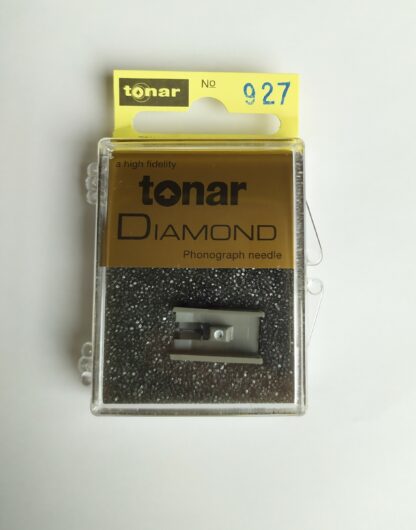 tonar No 927
a high fidelity
tonar
DIAMOND
Phonograph needle